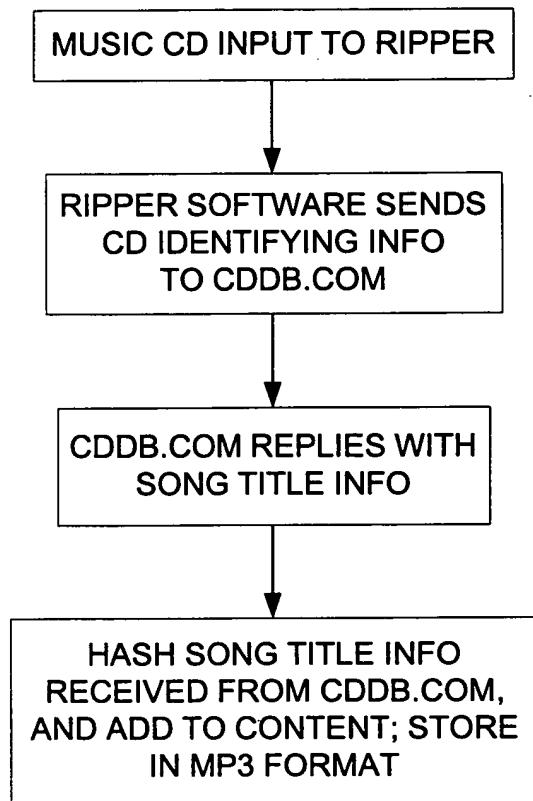 MUSIC CD INPUT TO RIPPER
RIPPER SOFTWARE SENDS
CD IDENTIFYING INFO
TO CDDB.COM
CDDB.COM REPLIES WITH
SONG TITLE INFO
HASH SONG TITLE INFO
RECEIVED FROM CDDB.COM,
AND ADD TO CONTENT; STORE
IN MP3 FORMAT